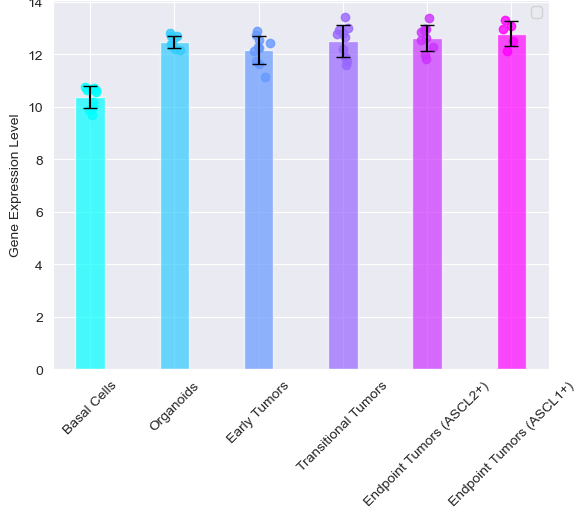 14
12
10
8
6
4
2
0
Gene Expression Level
Basal Cells
Organoids
Early Tumors
Transitional Tumors
Endpoint Tumors (ASCL2+)
Endpoint Tumors (ASCL1+)